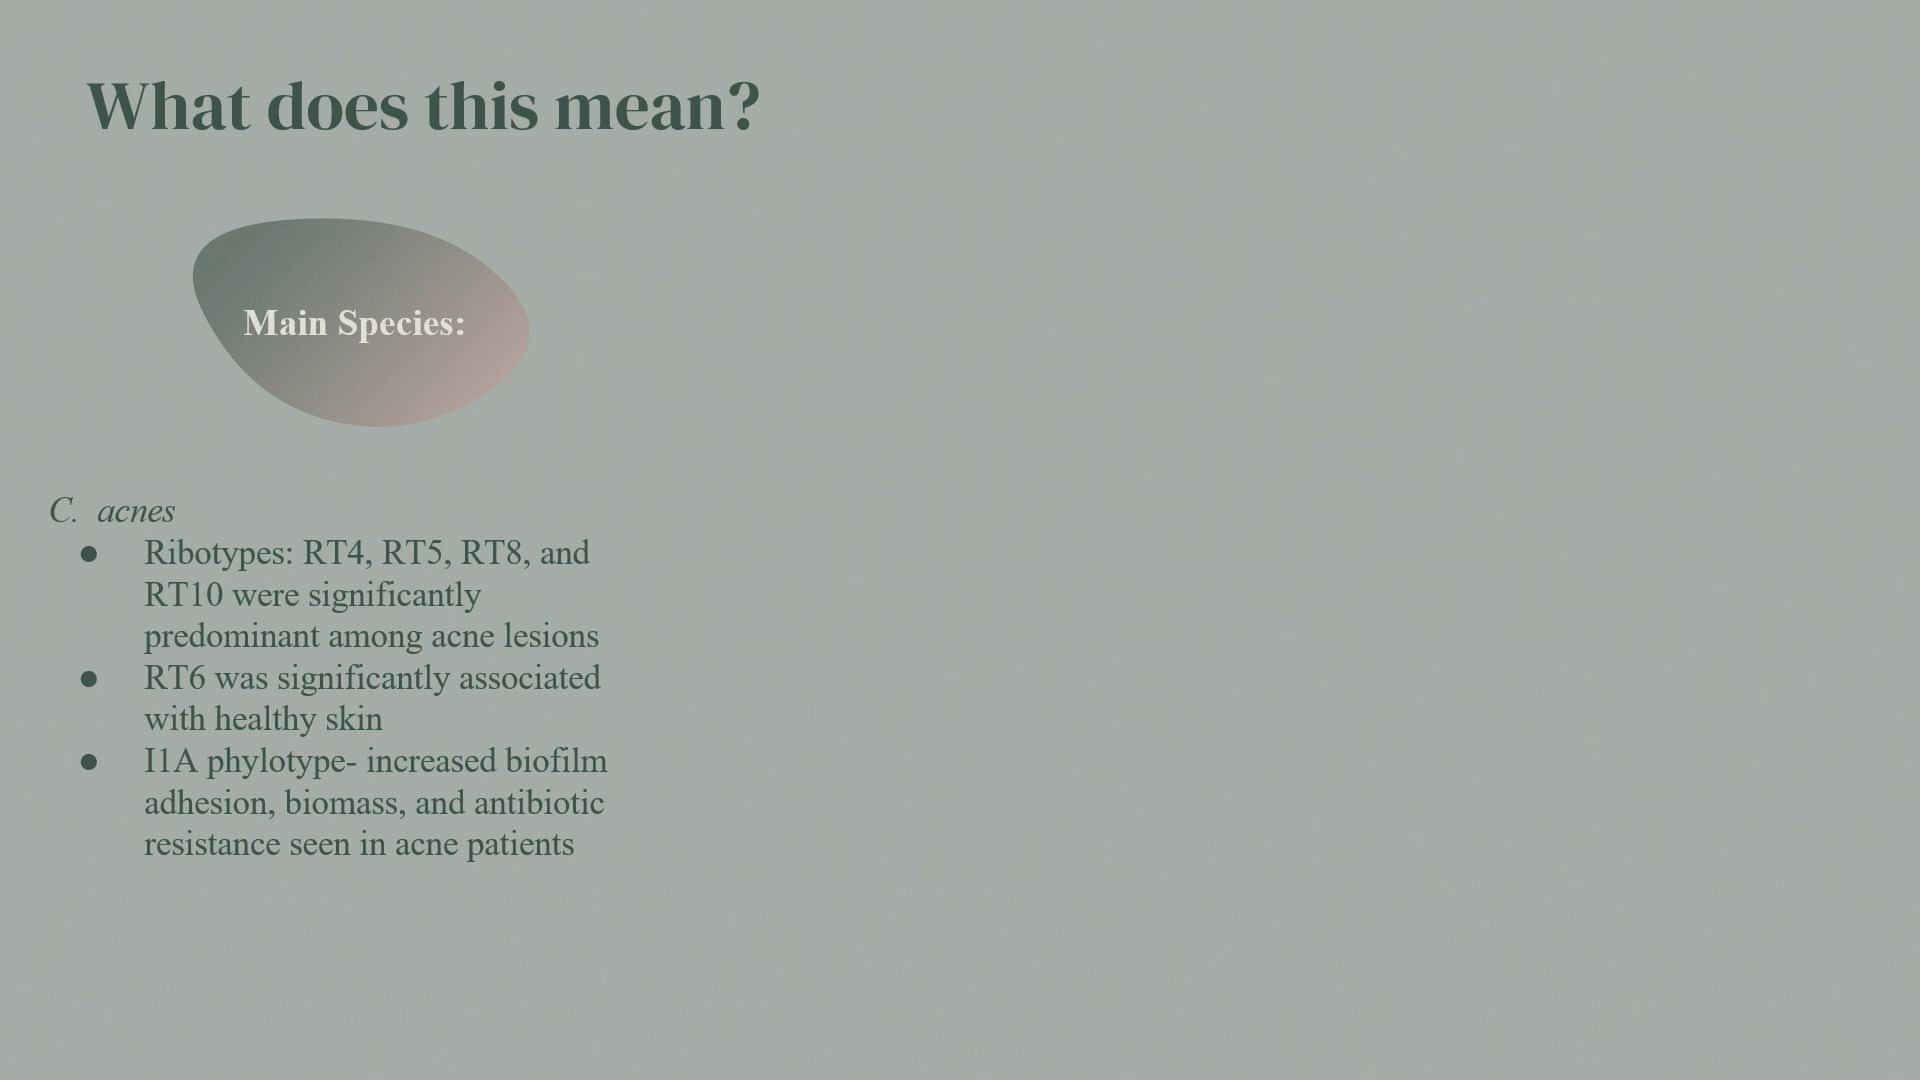 What does this mean?
Main Species:
C. acnes
● Ribotypes: RT4, RT5, RT8, and
RT10 were significantly
predominant among acne lesions
● RT6 was significantly associated
with healthy skin
● I1A phylotype- increased biofilm
adhesion, biomass, and antibiotic
resistance seen in acne patients